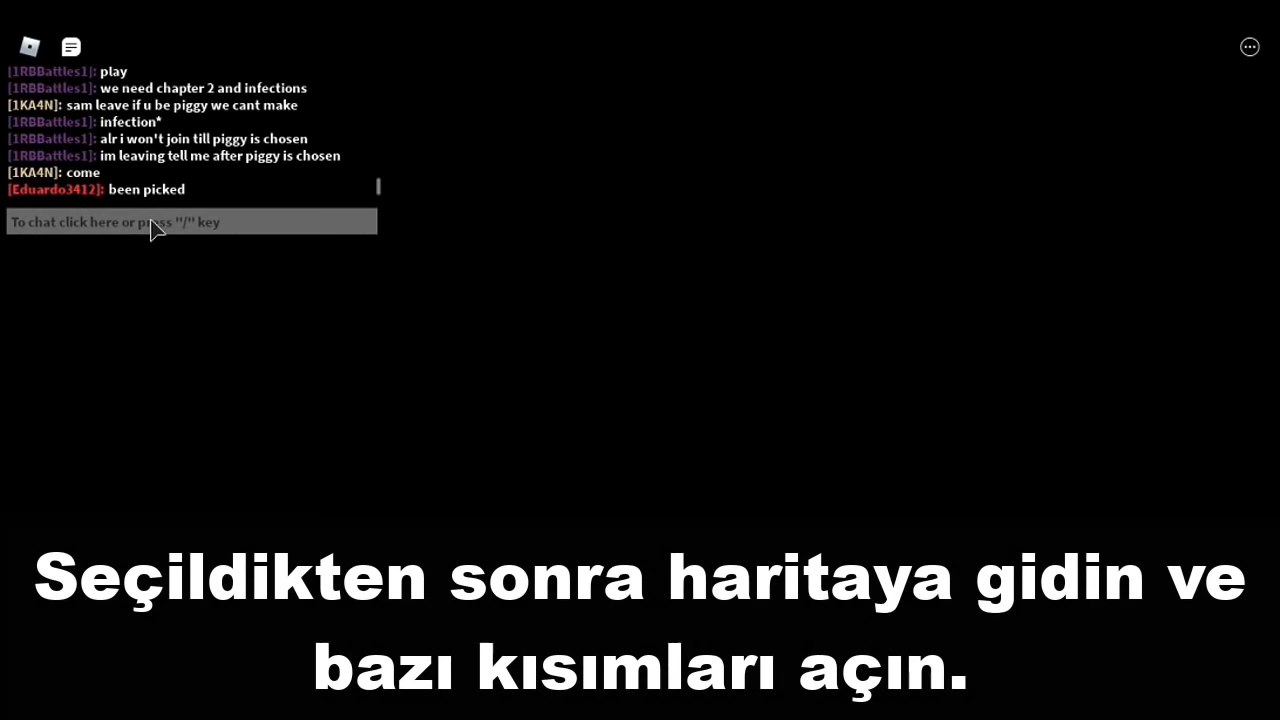 [1RBBattles1]: play
[1RBBattles1]: we need chapter 2 and infections
[1KA4N]: sam leave if u be piggy we cant make
[1RBBattles1]: infection*
[1RBBattles1]: alr i won't join till piggy is chosen
[1RBBattles1]: im leaving tell me after piggy is chosen
[1KA4N]: come
[Eduardo3412]: been picked
To chat click here or press "/" key
Seçildikten sonra haritaya gidin ve
bazı kısımları açın.